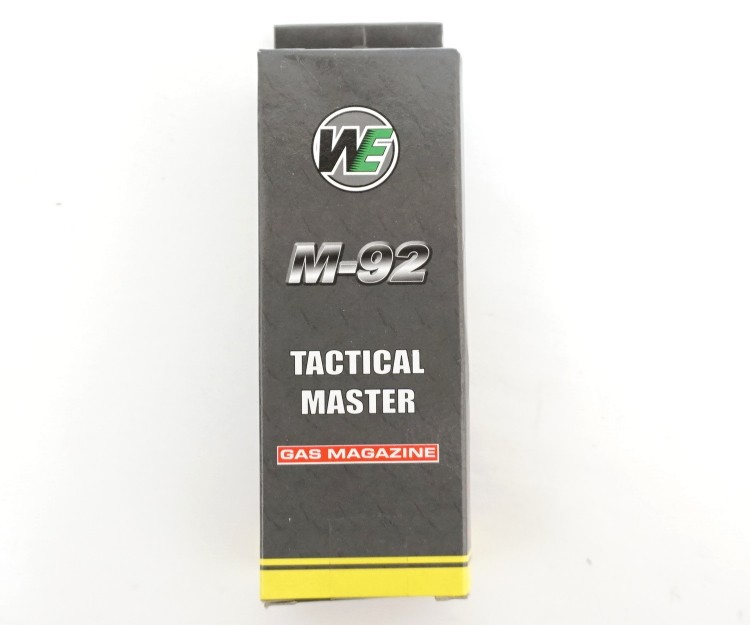 WE
M-92
TACTICAL
MASTER
GAS MAGAZINE